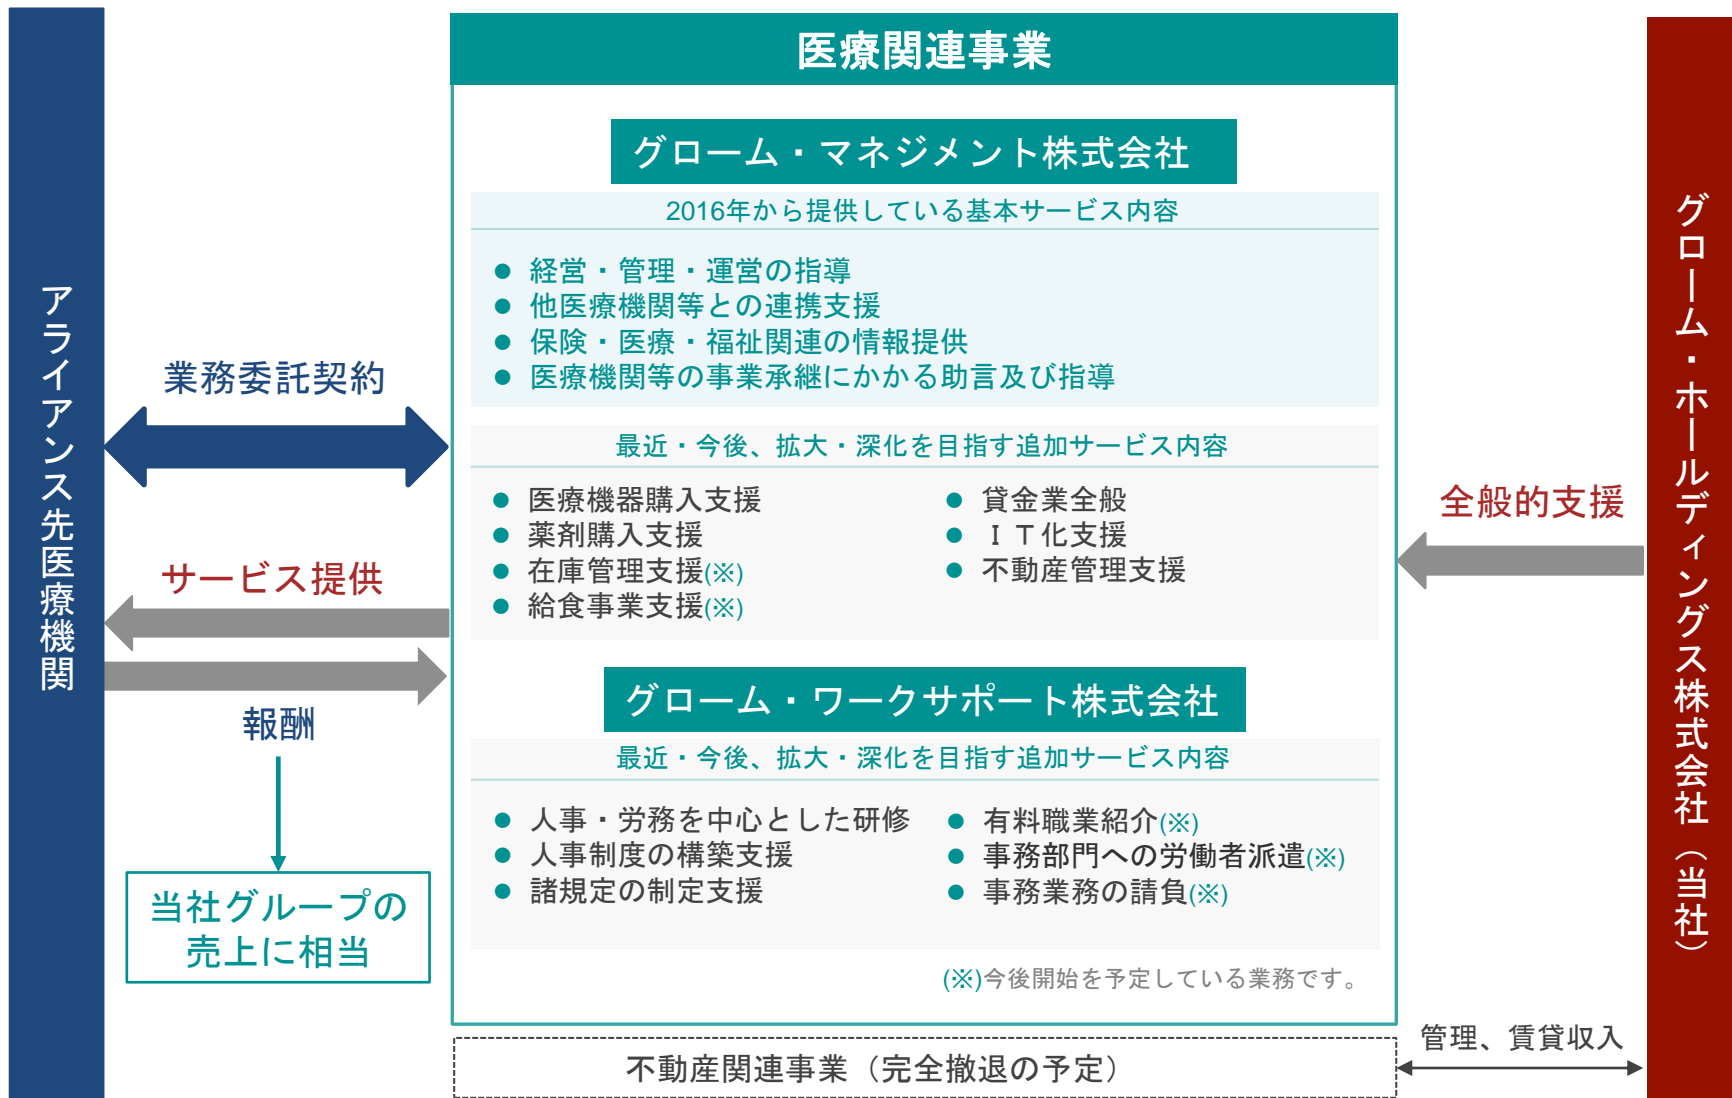 アライアンス先医療機関
業務委託契約
サービス提供
報酬
当社グループの
売上に相当
医療関連事業
グローム・マネジメント株式会社
2016年から提供している基本サービス内容
● 経営・管理・運営の指導
● 他医療機関等との連携支援
● 保険・医療・福祉関連の情報提供
● 医療機関等の事業承継にかかる助言及び指導
最近・今後、拡大・深化を目指す追加サービス内容
● 医療機器購入支援
● 薬剤購入支援
● 在庫管理支援(※)
● 給食事業支援(※)
● 貸金業全般
● ＩＴ化支援
● 不動産管理支援
グローム・ワークサポート株式会社
最近・今後、拡大・深化を目指す追加サービス内容
● 人事・労務を中心とした研修
● 人事制度の構築支援
● 諸規定の制定支援
● 有料職業紹介(※)
● 事務部門への労働者派遣(※)
● 事務業務の請負(※)
(※)今後開始を予定している業務です。
不動産関連事業（完全撤退の予定）
全般的支援
管理、賃貸収入
グローム・ホールディングス株式会社（当社）